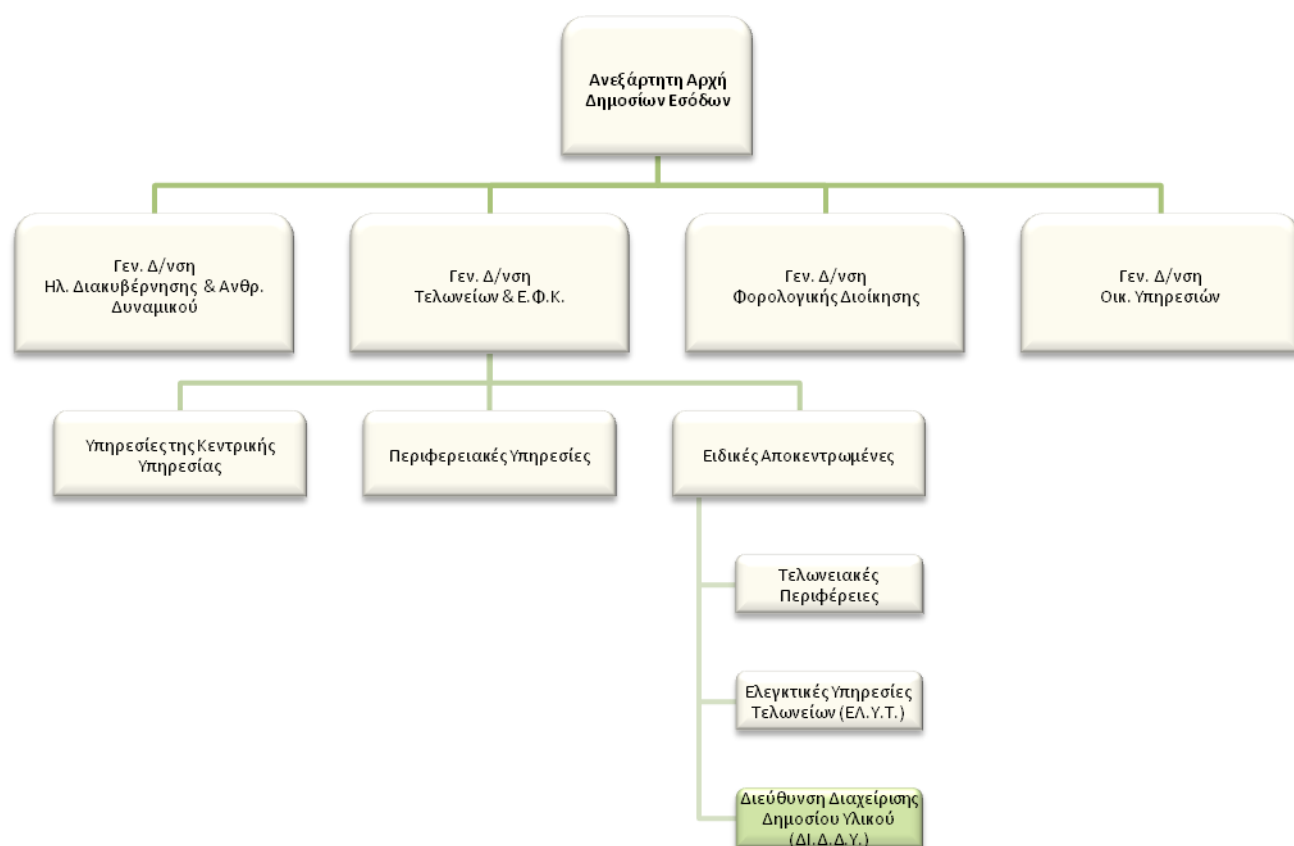 Ανεξάρτητη Αρχή
Δημοσίων Εσόδων
Γεν. Δ/νση
Ηλ. Διακυβέρνησης & Ανθρ.
Δυναμικού
Γεν. Δ/νση
Τελωνείων & Ε.Φ.Κ.
Γεν. Δ/νση
Φορολογικής Διοίκησης
Γεν. Δ/νση
Οικ. Υπηρεσιών
Υπηρεσίες της Κεντρικής
Υπηρεσίας
Περιφερειακές Υπηρεσίες
Ειδικές Αποκεντρωμένες
Τελωνειακές
Περιφέρειες
Ελεγκτικές Υπηρεσίες
Τελωνείων (ΕΛ.Υ.Τ.)
Διεύθυνση Διαχείρισης
Δημοσίου Υλικού
(ΔΙ.Δ.Δ.Υ.)